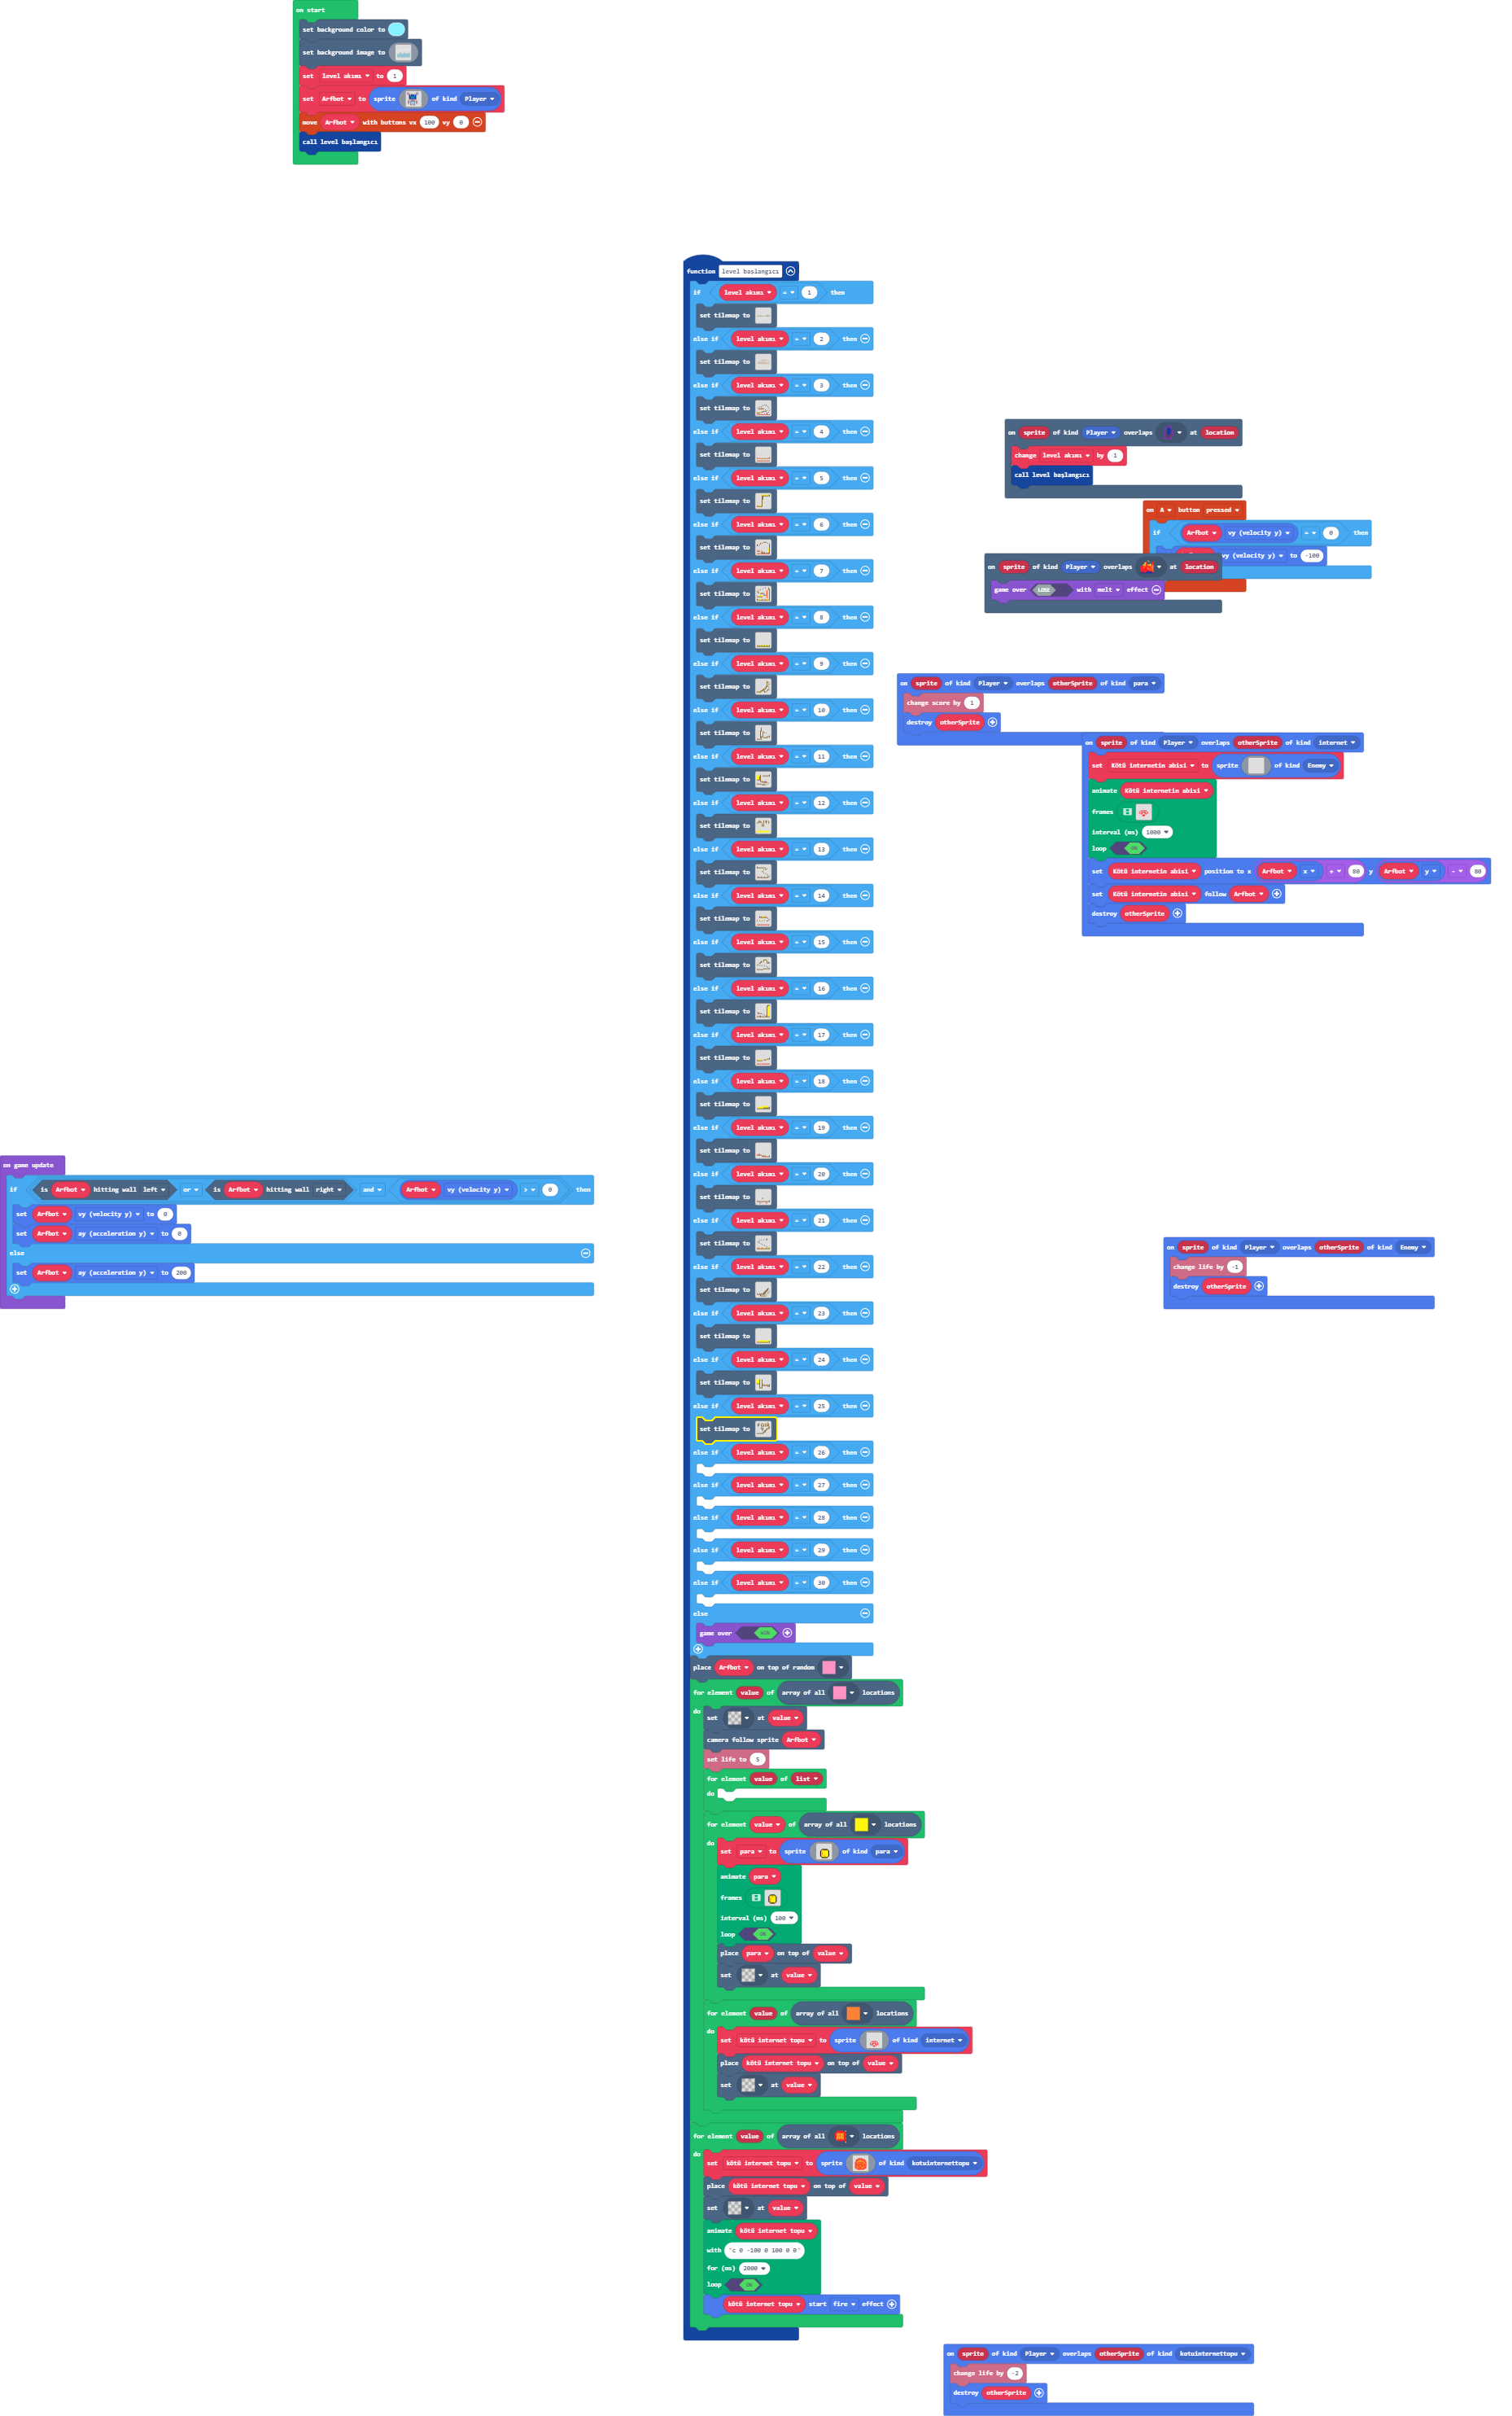 on start
set background color to
set background image to
set level akımı to 1
set Arfbot to sprite of kind Player
move Arfbot with buttons vx 100 vy 0
call level başlangıcı
function level başlangıcı
if level akımı = 1 then
set tilemap to
else if level akımı = 2 then
set tilemap to
else if level akımı = 3 then
set tilemap to
else if level akımı = 4 then
set tilemap to
else if level akımı = 5 then
set tilemap to
else if level akımı = 6 then
set tilemap to
else if level akımı = 7 then
set tilemap to
else if level akımı = 8 then
set tilemap to
else if level akımı = 9 then
set tilemap to
else if level akımı = 10 then
set tilemap to
else if level akımı = 11 then
set tilemap to
else if level akımı = 12 then
set tilemap to
else if level akımı = 13 then
set tilemap to
else if level akımı = 14 then
set tilemap to
else if level akımı = 15 then
set tilemap to
else if level akımı = 16 then
set tilemap to
else if level akımı = 17 then
set tilemap to
else if level akımı = 18 then
set tilemap to
else if level akımı = 19 then
set tilemap to
else if level akımı = 20 then
set tilemap to
else if level akımı = 21 then
set tilemap to
else if level akımı = 22 then
set tilemap to
else if level akımı = 23 then
set tilemap to
else if level akımı = 24 then
set tilemap to
else if level akımı = 25 then
set tilemap to
else if level akımı = 26 then
else if level akımı = 27 then
else if level akımı = 28 then
else if level akımı = 29 then
else if level akımı = 30 then
else
game over WIN
place Arfbot on top of random
for element value of array of all locations
do
set at value
camera follow sprite Arfbot
set life to 5
for element value of list
do
for element value of array of all locations
do
set para to sprite of kind para
animate para
frames
interval (ms) 100
loop ON
place para on top of value
set at value
for element value of array of all locations
do
set kötü internet topu to sprite of kind internet
place kötü internet topu on top of value
set at value
for element value of array of all locations
do
set kötü internet topu to sprite of kind kotuinternettopu
place kötü internet topu on top of value
set at value
animate kötü internet topu
with "c 0 -100 0 100 0 0"
for (ms) 2000
loop ON
kötü internet topu start fire effect
on sprite of kind Player overlaps at location
change level akımı by 1
call level başlangıcı
on A button pressed
if Arfbot vy (velocity y) = 0 then
vy (velocity y) to -100
on sprite of kind Player overlaps at location
game over LOSE with melt effect
on sprite of kind Player overlaps otherSprite of kind para
change score by 1
destroy otherSprite
on sprite of kind Player overlaps otherSprite of kind internet
set Kötü internetin abisi to sprite of kind Enemy
animate Kötü internetin abisi
frames
interval (ms) 1000
loop ON
set Kötü internetin abisi position to x Arfbot x + 80 y Arfbot y - 80
set Kötü internetin abisi follow Arfbot
destroy otherSprite
on game update
if is Arfbot hitting wall left or is Arfbot hitting wall right and Arfbot vy (velocity y) > 0 then
set Arfbot vy (velocity y) to 0
set Arfbot ay (acceleration y) to 0
else
set Arfbot ay (acceleration y) to 200
on sprite of kind Player overlaps otherSprite of kind Enemy
change life by -1
destroy otherSprite
on sprite of kind Player overlaps otherSprite of kind kotuinternettopu
change life by -2
destroy otherSprite